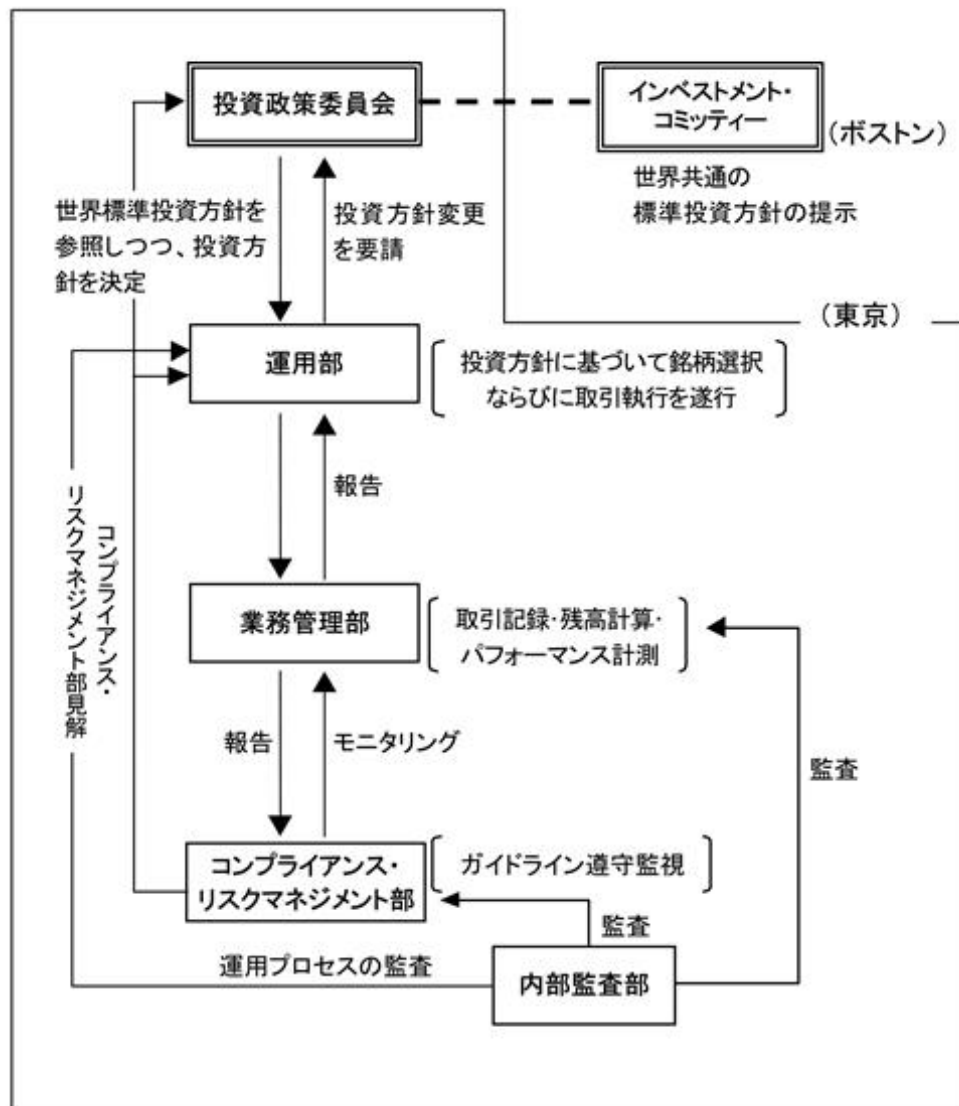 投資政策委員会
インベストメント・
コミッティー
（ボストン）
世界共通の
標準投資方針の提示
世界標準投資方針を
参照しつつ、投資方
針を決定
投資方針変更
を要請
（東京）
運用部
投資方針に基づいて銘柄選択
ならびに取引執行を遂行
報告
コンプライアンス・
リスクマネジメント部見解
業務管理部
取引記録・残高計算・
パフォーマンス計測
報告
モニタリング
監査
コンプライアンス・
リスクマネジメント部
ガイドライン遵守監視
監査
運用プロセスの監査
内部監査部